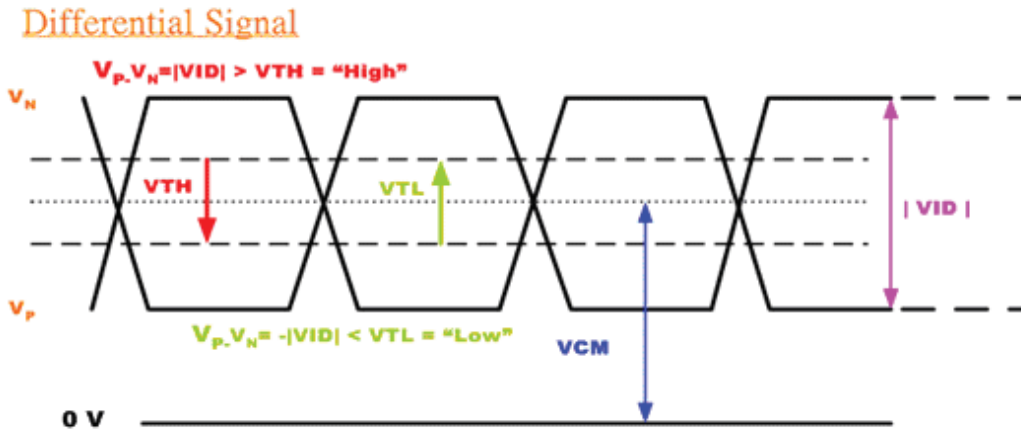 Differential Signal
VP-VN=|VID| > VTH = “High”
VN
VTH
VTL
| VID |
VP
VP-VN= -|VID| < VTL = “Low”
VCM
0 V